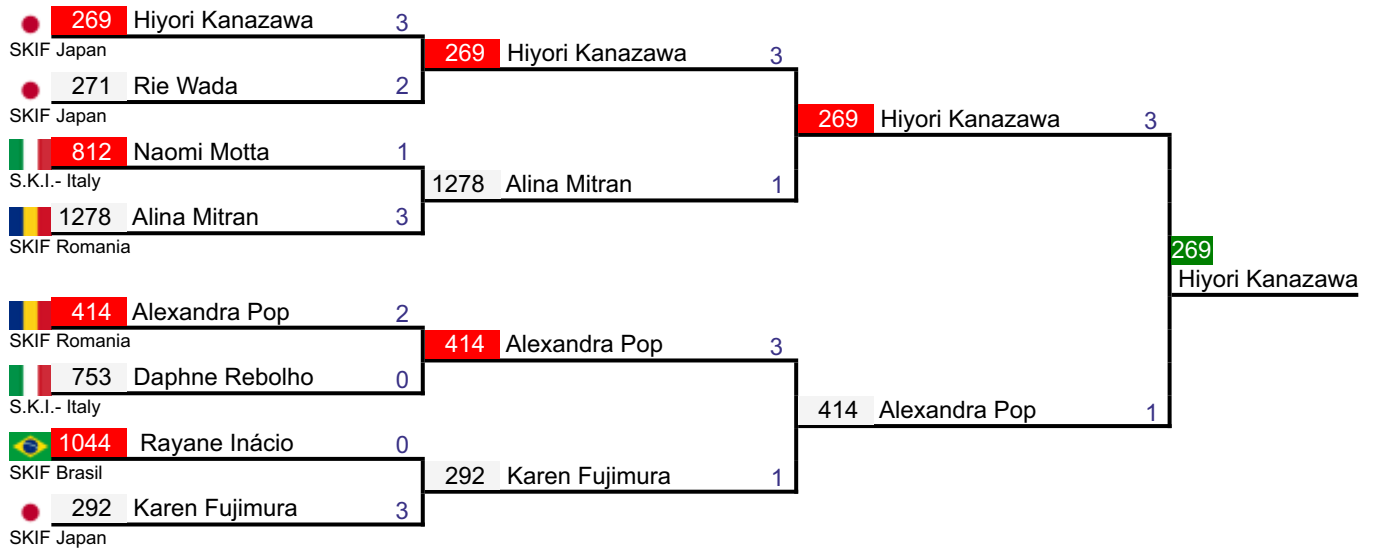 269 Hiyori Kanazawa 3
SKIF Japan
271 Rie Wada 2
SKIF Japan
812 Naomi Motta 1
S.K.I.- Italy
1278 Alina Mitran 3
SKIF Romania
414 Alexandra Pop 2
SKIF Romania
753 Daphne Rebolho 0
S.K.I.- Italy
1044 Rayane Inácio 0
SKIF Brasil
292 Karen Fujimura 3
SKIF Japan
269 Hiyori Kanazawa 3
1278 Alina Mitran 1
414 Alexandra Pop 3
292 Karen Fujimura 1
269 Hiyori Kanazawa 3
414 Alexandra Pop 1
269
Hiyori Kanazawa